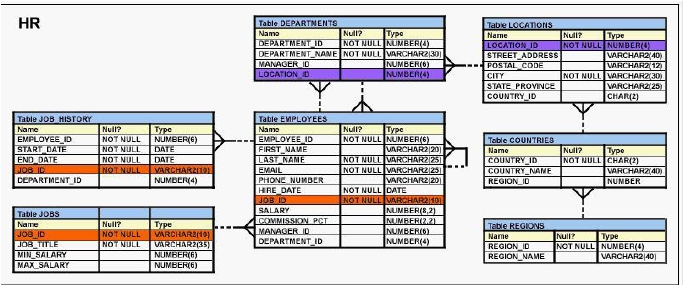 HR
Table DEPARTMENTS
Name Null? Type
DEPARTMENT_ID NOT NULL NUMBER(4)
DEPARTMENT_NAME NOT NULL VARCHAR2(30)
MANAGER_ID NUMBER(6)
LOCATION_ID NUMBER(4)
Table LOCATIONS
Name Null? Type
LOCATION_ID NOT NULL NUMBER(4)
STREET_ADDRESS VARCHAR2(40)
POSTAL_CODE VARCHAR2(12)
CITY NOT NULL VARCHAR2(30)
STATE_PROVINCE VARCHAR2(25)
COUNTRY_ID CHAR(2)
Table JOB_HISTORY
Name Null? Type
EMPLOYEE_ID NOT NULL NUMBER(6)
START_DATE NOT NULL DATE
END_DATE NOT NULL DATE
JOB_ID NOT NULL VARCHAR2(10)
DEPARTMENT_ID NUMBER(4)
Table EMPLOYEES
Name Null? Type
EMPLOYEE_ID NOT NULL NUMBER(6)
FIRST_NAME VARCHAR2(20)
LAST_NAME NOT NULL VARCHAR2(25)
EMAIL NOT NULL VARCHAR2(25)
PHONE_NUMBER VARCHAR2(20)
HIRE_DATE NOT NULL DATE
JOB_ID NOT NULL VARCHAR2(10)
SALARY NUMBER(8,2)
COMMISSION_PCT NUMBER(2,2)
MANAGER_ID NUMBER(6)
DEPARTMENT_ID NUMBER(4)
Table COUNTRIES
Name Null? Type
COUNTRY_ID NOT NULL CHAR(2)
COUNTRY_NAME VARCHAR2(40)
REGION_ID NUMBER
Table JOBS
Name Null? Type
JOB_ID NOT NULL VARCHAR2(10)
JOB_TITLE NOT NULL VARCHAR2(35)
MIN_SALARY NUMBER(6)
MAX_SALARY NUMBER(6)
Table REGIONS
Name Null? Type
REGION_ID NOT NULL NUMBER(4)
REGION_NAME VARCHAR2(40)